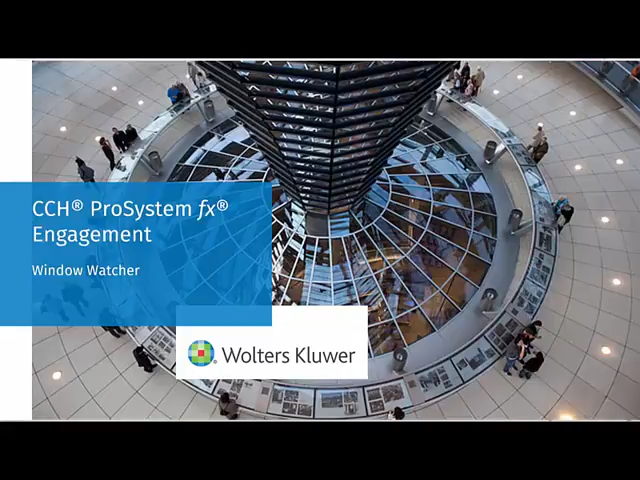 CCH® ProSystem fx®
Engagement
Window Watcher
Wolters Kluwer